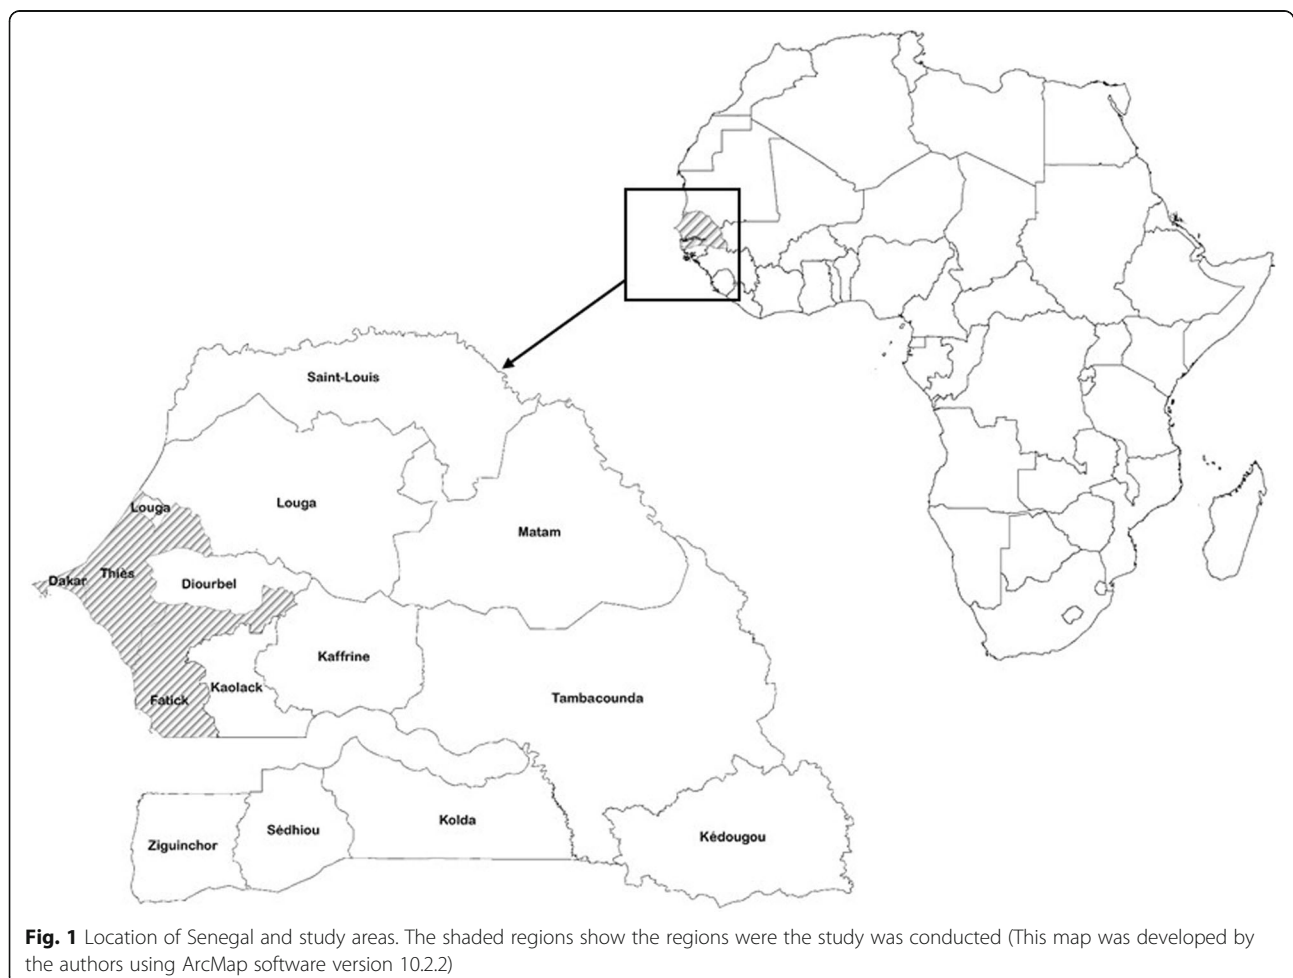 Saint-Louis
Louga
Louga
Matam
Dakar
Thiès
Diourbel
Kaffrine
Kaolack
Fatick
Tambacounda
Ziguinchor
Sédhiou
Kolda
Kédougou
Fig. 1 Location of Senegal and study areas. The shaded regions show the regions were the study was conducted (This map was developed by
the authors using ArcMap software version 10.2.2)